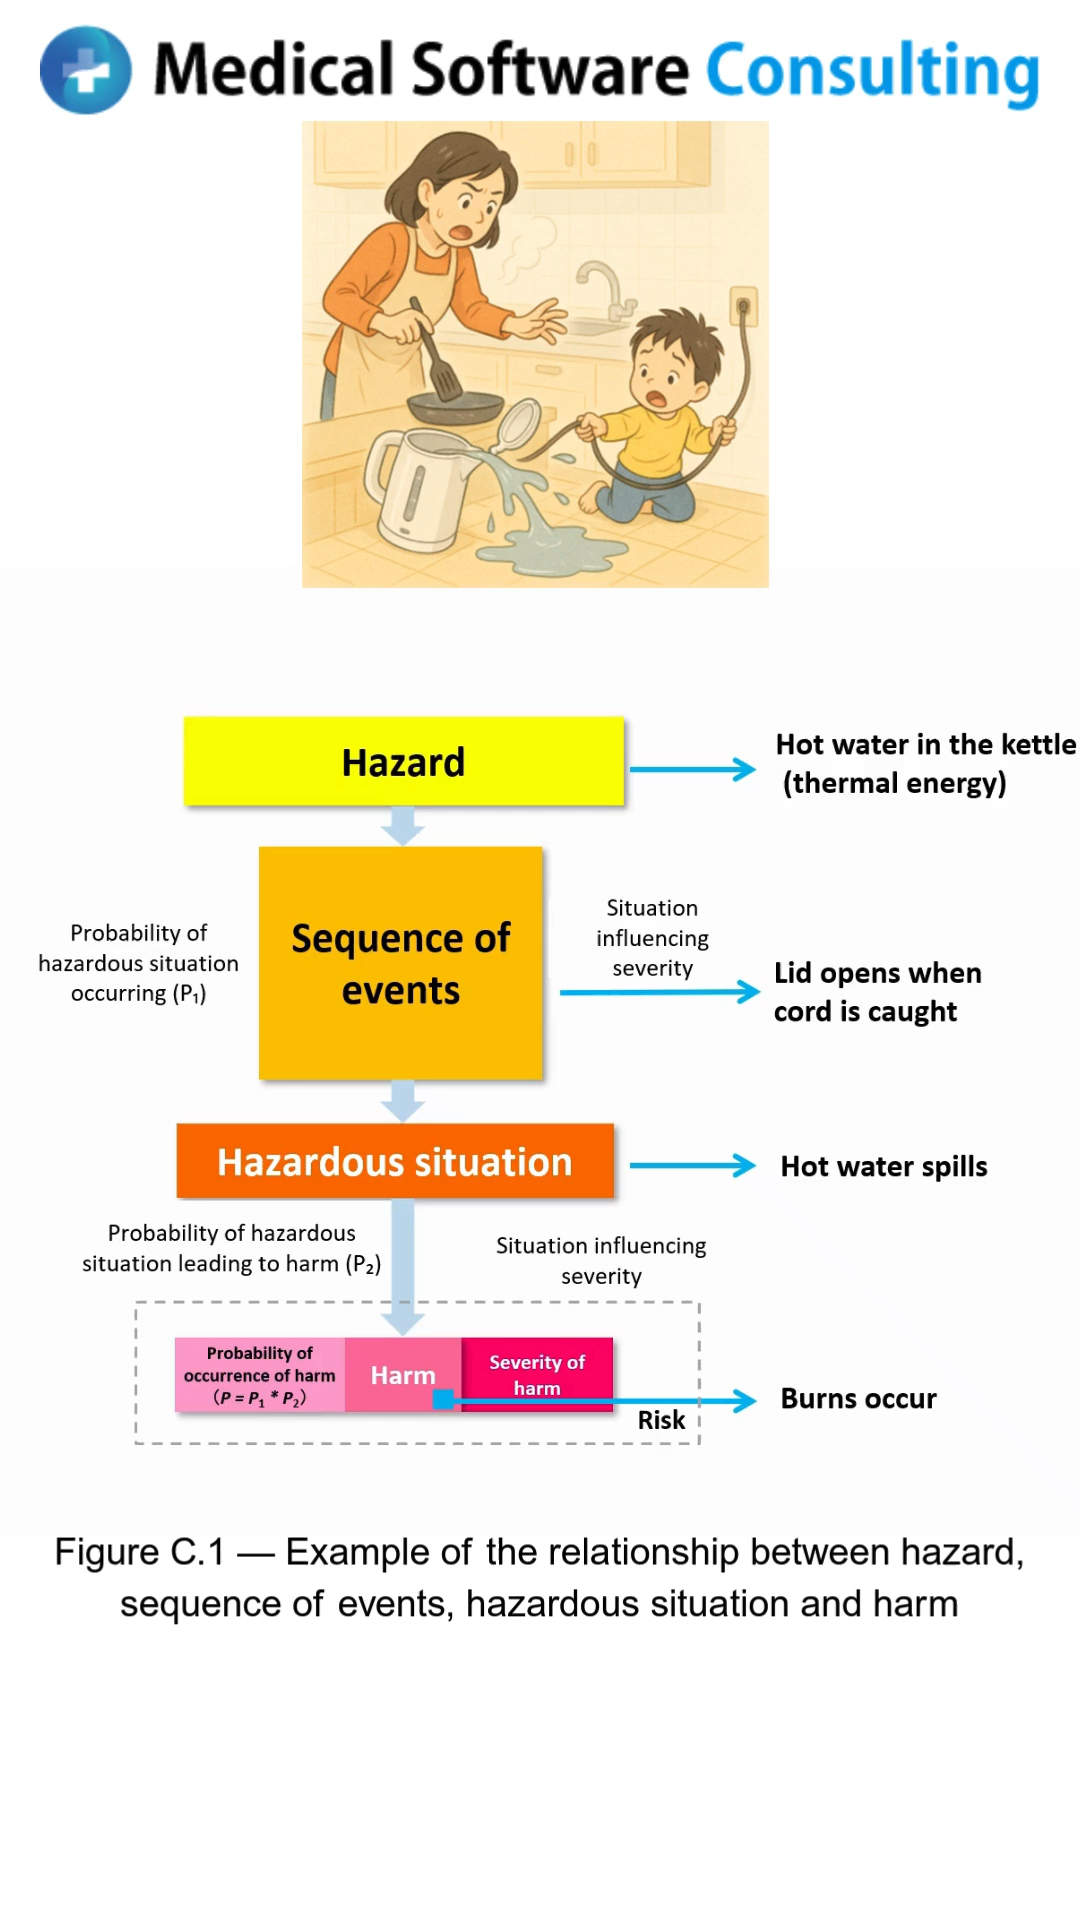 Medical Software Consulting
Hazard
Hot water in the kettle
(thermal energy)
Probability of
hazardous situation
occurring (P₁)
Sequence of
events
Situation
influencing
severity
Lid opens when
cord is caught
Hazardous situation
Hot water spills
Probability of hazardous
situation leading to harm (P₂)
Situation influencing
severity
Probability of
occurrence of harm
(P = P₁ * P₂)
Harm
Severity of
harm
Risk
Burns occur
Figure C.1 — Example of the relationship between hazard,
sequence of events, hazardous situation and harm